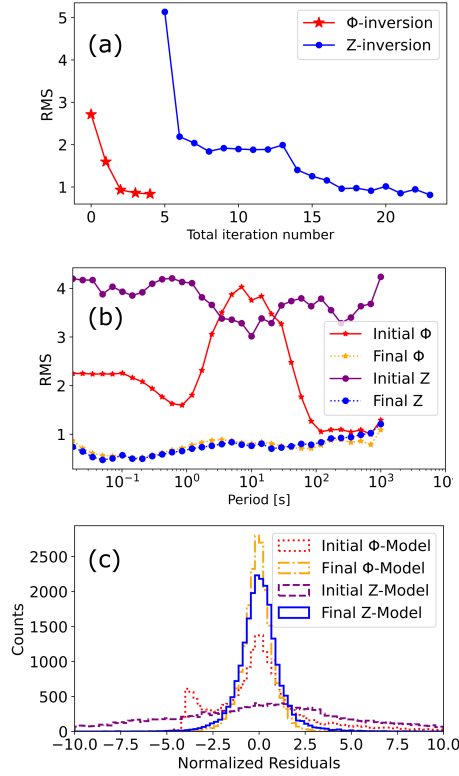 5
4
3
2
1
RMS
(a)
Φ-inversion
Z-inversion
0
5
10
15
20
Total iteration number
4
3
2
1
RMS
(b)
Initial Φ
Final Φ
Initial Z
Final Z
10⁻¹
10⁰
10¹
10²
10³
Period [s]
2500
2000
1500
1000
500
0
Counts
(c)
Initial Φ-Model
Final Φ-Model
Initial Z-Model
Final Z-Model
−10.0
−7.5
−5.0
−2.5
0.0
2.5
5.0
7.5
10.0
Normalized Residuals